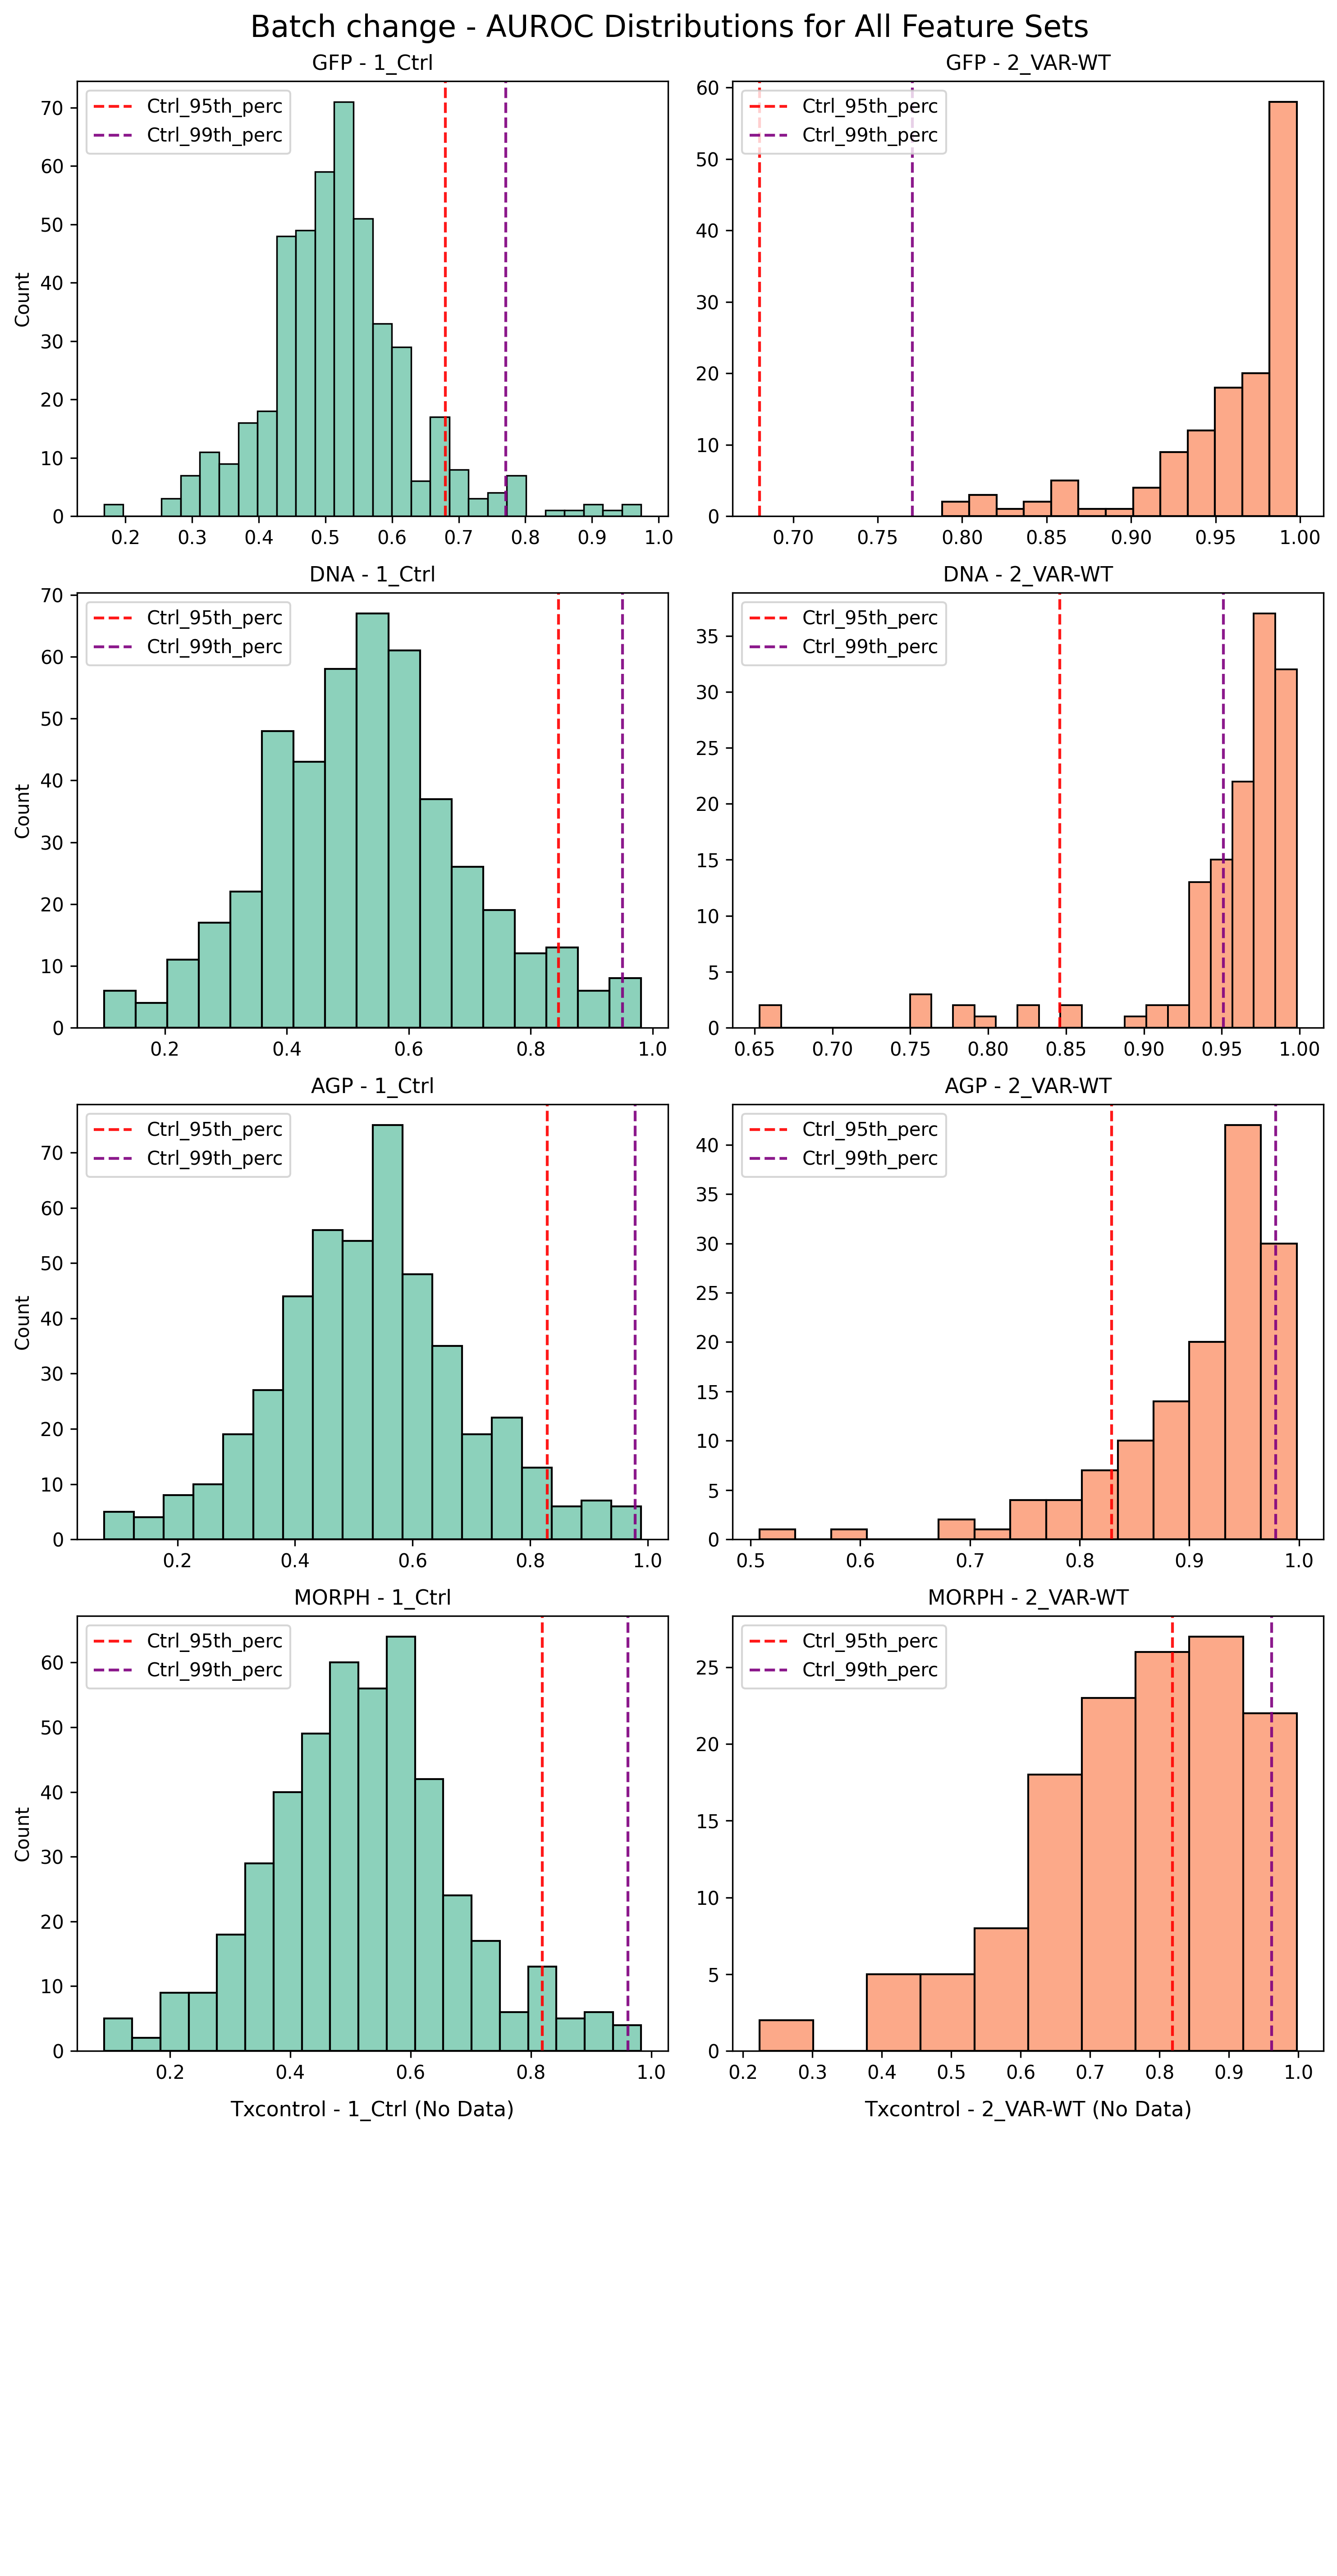 Batch change - AUROC Distributions for All Feature Sets
GFP - 1_Ctrl
Ctrl_95th_perc
Ctrl_99th_perc
Count
70
60
50
40
30
20
10
0
0.2 0.3 0.4 0.5 0.6 0.7 0.8 0.9 1.0
GFP - 2_VAR-WT
Ctrl_95th_perc
Ctrl_99th_perc
60
50
40
30
20
10
0
0.70 0.75 0.80 0.85 0.90 0.95 1.00
DNA - 1_Ctrl
Ctrl_95th_perc
Ctrl_99th_perc
Count
70
60
50
40
30
20
10
0
0.2 0.4 0.6 0.8 1.0
DNA - 2_VAR-WT
Ctrl_95th_perc
Ctrl_99th_perc
35
30
25
20
15
10
5
0
0.65 0.70 0.75 0.80 0.85 0.90 0.95 1.00
AGP - 1_Ctrl
Ctrl_95th_perc
Ctrl_99th_perc
Count
70
60
50
40
30
20
10
0
0.2 0.4 0.6 0.8 1.0
AGP - 2_VAR-WT
Ctrl_95th_perc
Ctrl_99th_perc
40
35
30
25
20
15
10
5
0
0.5 0.6 0.7 0.8 0.9 1.0
MORPH - 1_Ctrl
Ctrl_95th_perc
Ctrl_99th_perc
Count
60
50
40
30
20
10
0
0.2 0.4 0.6 0.8 1.0
MORPH - 2_VAR-WT
Ctrl_95th_perc
Ctrl_99th_perc
25
20
15
10
5
0
0.2 0.3 0.4 0.5 0.6 0.7 0.8 0.9 1.0
Txcontrol - 1_Ctrl (No Data)
Txcontrol - 2_VAR-WT (No Data)